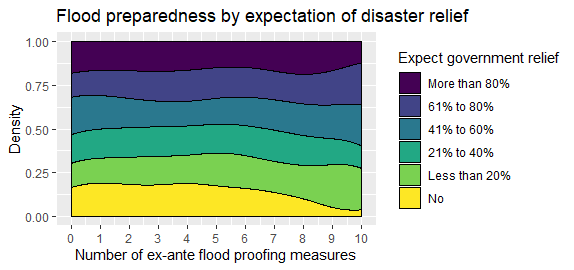 Flood preparedness by expectation of disaster relief
1.00
0.75
0.50
0.25
0.00
Density
0 1 2 3 4 5 6 7 8 9 10
Number of ex-ante flood proofing measures
Expect government relief
More than 80%
61% to 80%
41% to 60%
21% to 40%
Less than 20%
No